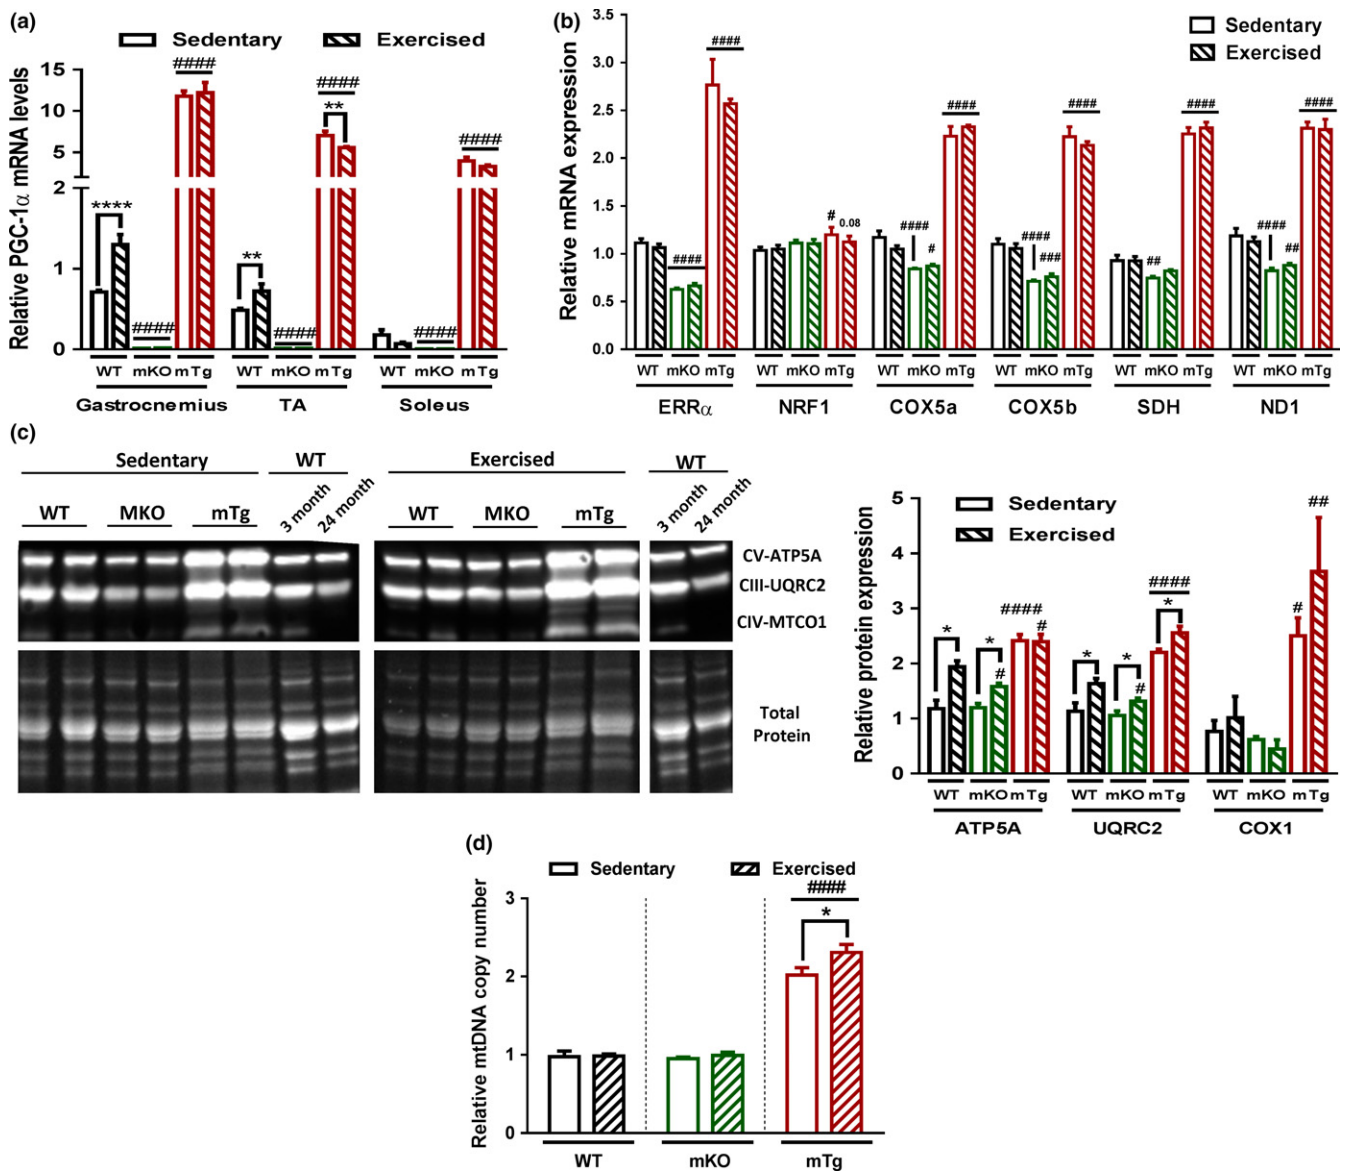 (a)
Sedentary
Exercised
Relative PGC-1α mRNA levels
15
10
5
2
1
0
####
####
**
####
****
**
####
####
####
WT mKO mTg WT mKO mTg WT mKO mTg
Gastrocnemius TA Soleus
(b)
Sedentary
Exercised
Relative mRNA expression
3.5
3.0
2.5
2.0
1.5
1.0
0.5
0.0
####
####
####
####
####
####
# 0.08
#### #
#### ###
##
#### ##
WT mKO mTg WT mKO mTg WT mKO mTg WT mKO mTg WT mKO mTg WT mKO mTg
ERRα NRF1 COX5a COX5b SDH ND1
(c)
Sedentary WT
WT MKO mTg 3 month 24 month
Exercised WT
WT MKO mTg 3 month 24 month
CV-ATP5A
CIII-UQRC2
CIV-MTCO1
Total
Protein
Sedentary
Exercised
Relative protein expression
5
4
3
2
1
0
* * #
####
#
* * #
####
*
#
##
WT mKO mTg WT mKO mTg WT mKO mTg
ATP5A UQRC2 COX1
(d)
Sedentary
Exercised
Relative mtDNA copy number
3
2
1
0
####
*
WT mKO mTg